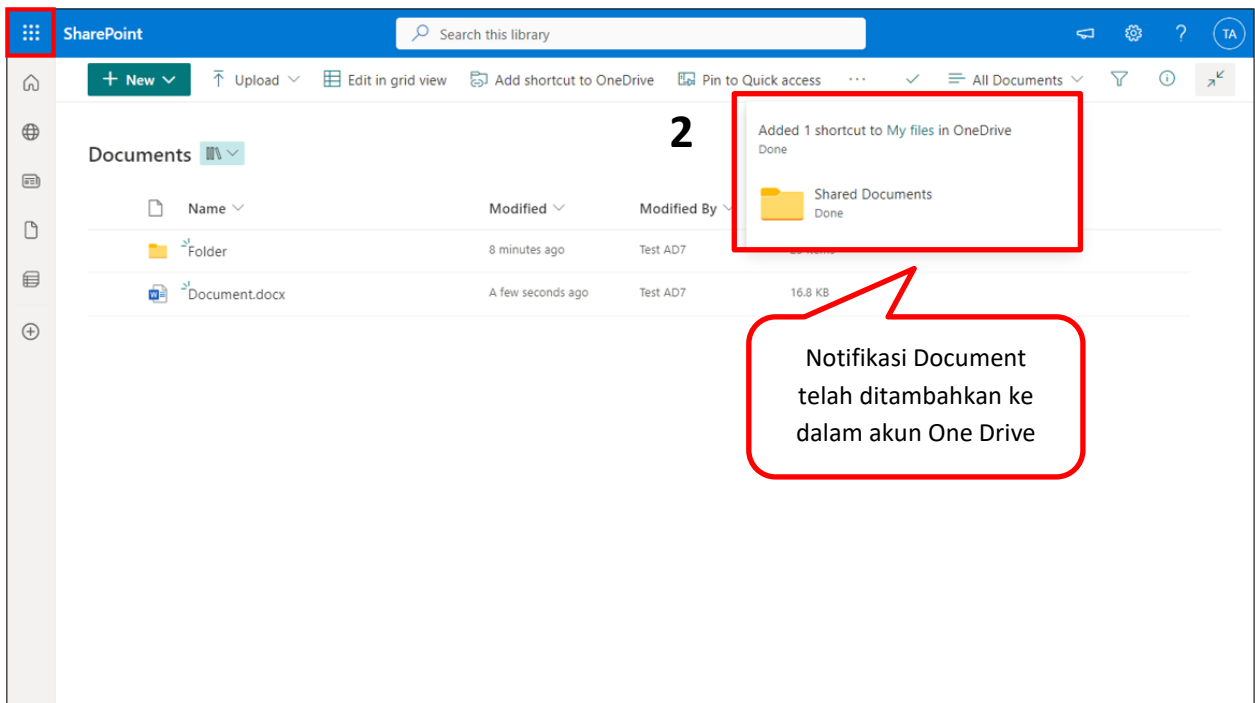 SharePoint
Search this library
TA
New
Upload
Edit in grid view
Add shortcut to OneDrive
Pin to Quick access
...
All Documents
2
Added 1 shortcut to My files in OneDrive
Done
Shared Documents
Done
Documents
Name
Modified
Modified By
Folder
8 minutes ago
Test AD7
Document.docx
A few seconds ago
Test AD7
16.8 KB
Notifikasi Document
telah ditambahkan ke
dalam akun One Drive